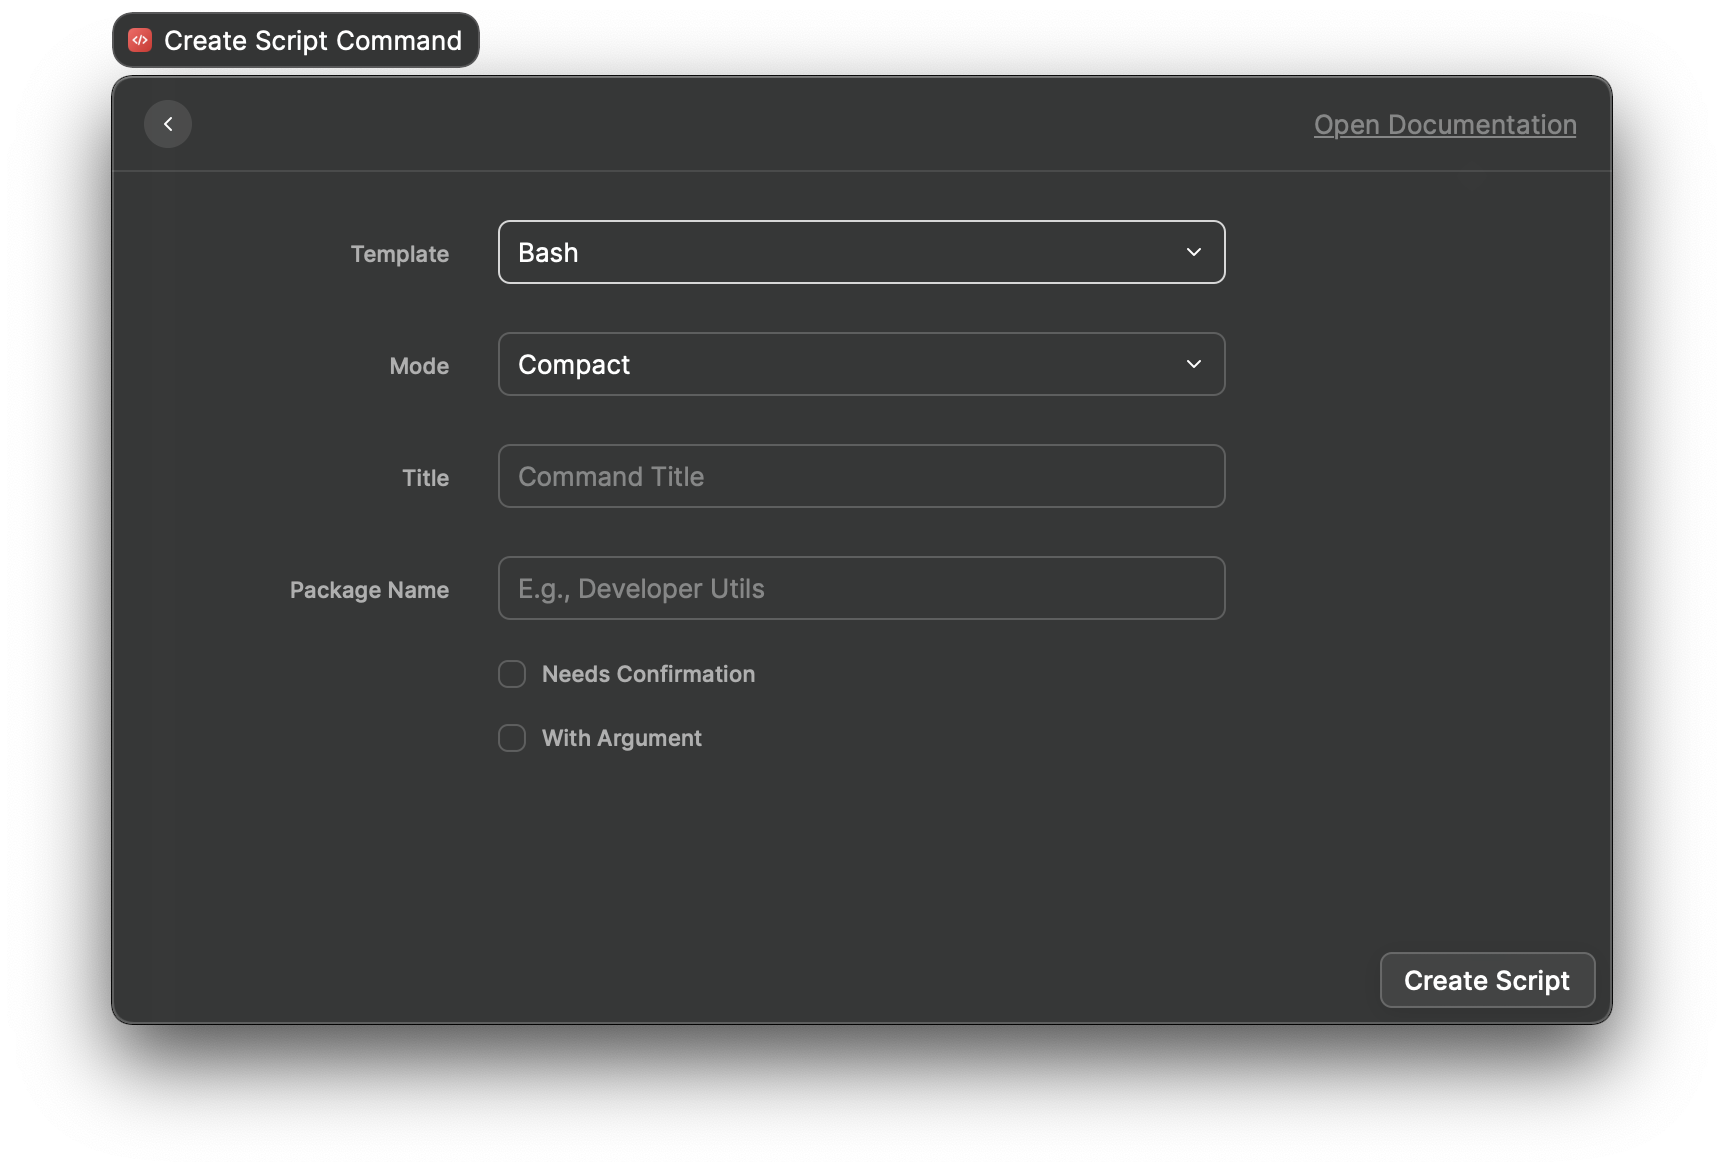 Create Script Command
Open Documentation
Template
Bash
Mode
Compact
Title
Command Title
Package Name
E.g., Developer Utils
Needs Confirmation
With Argument
Create Script